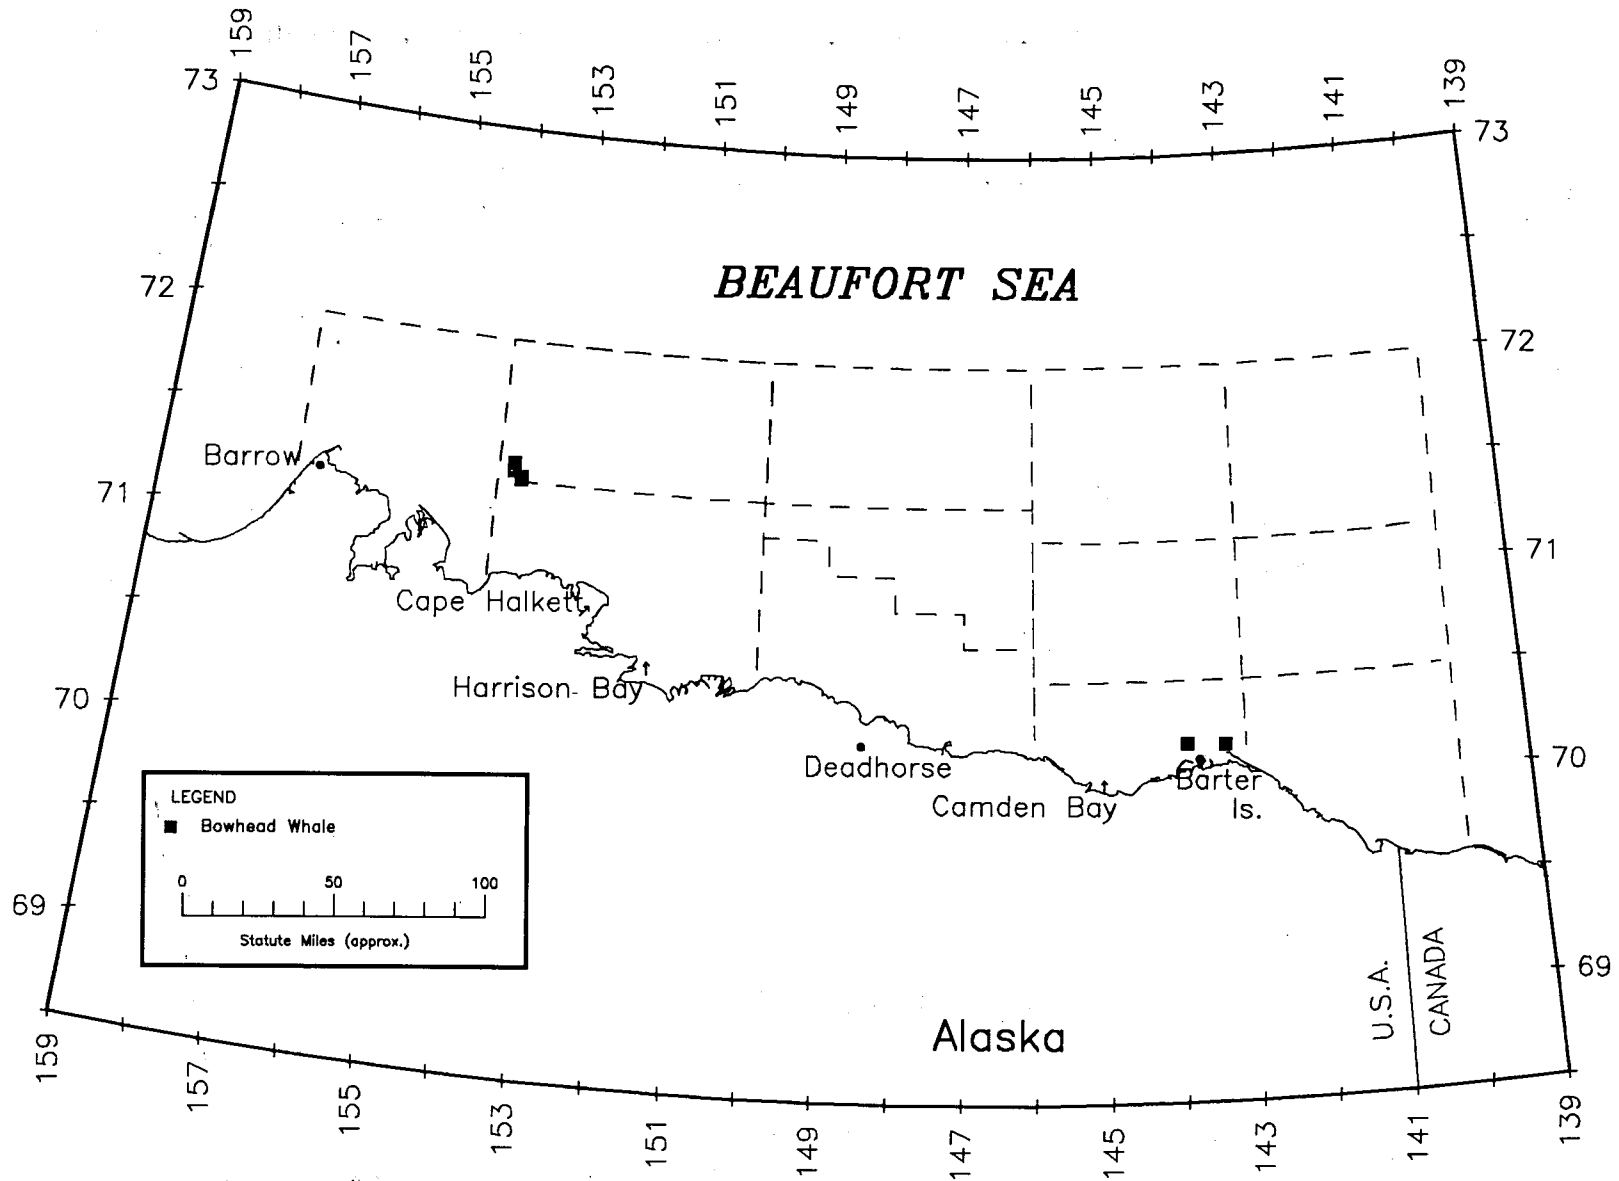 159 157 155 153 151 149 147 145 143 141 139
73 73
BEAUFORT SEA
72 72
Barrow
71 71
Cape Halkett
Harrison Bay
70 70
Deadhorse
Barter
Is.
Camden Bay
LEGEND
Bowhead Whale
0 50 100
Statute Miles (approx.)
69 69
U.S.A. CANADA
Alaska
159 157 155 153 151 149 147 145 143 141 139